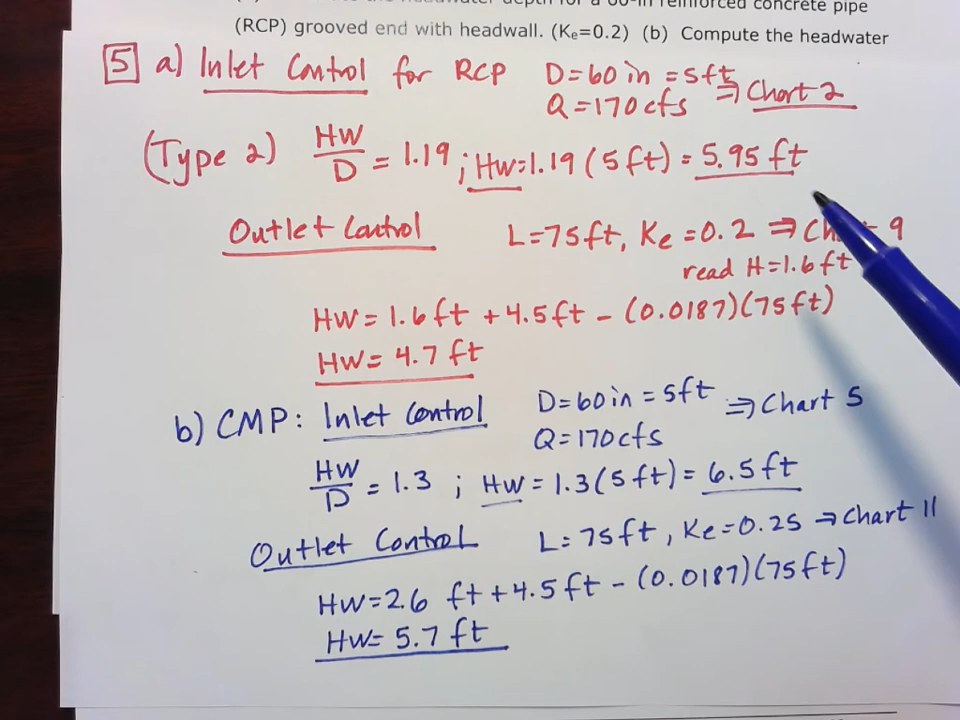 (RCP) grooved end with headwall. (Ke=0.2) (b) Compute the headwater
5 a) Inlet Control for RCP D=60 in = 5ft
Q=170cfs ⇒ Chart 2
(Type 2) HW/D = 1.19 ; HW=1.19 (5 ft) = 5.95 ft
Outlet Control L=75ft, Ke=0.2 ⇒ 9
read H=1.6ft
HW= 1.6ft + 4.5ft - (0.0187)(75ft)
HW= 4.7 ft
b) CMP: Inlet Control D=60in = 5ft ⇒ Chart 5
Q=170cfs
HW/D = 1.3 ; HW = 1.3(5ft) = 6.5ft
Outlet Control L= 75ft, Ke=0.25 → Chart 11
HW=2.6 ft + 4.5ft - (0.0187)(75ft)
HW= 5.7 ft